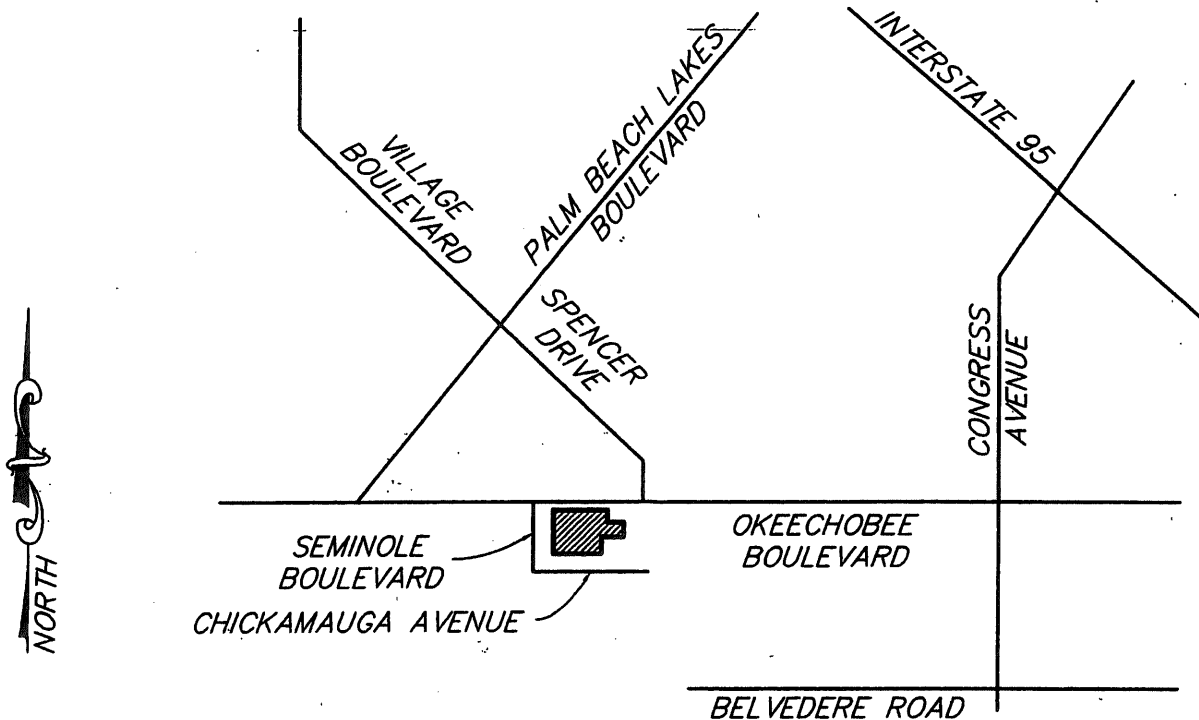 INTERSTATE 95
PALM BEACH LAKES
BOULEVARD
VILLAGE
BOULEVARD
SPENCER
DRIVE
CONGRESS
AVENUE
NORTH
SEMINOLE
BOULEVARD
OKEECHOBEE
BOULEVARD
CHICKAMAUGA AVENUE
BELVEDERE ROAD